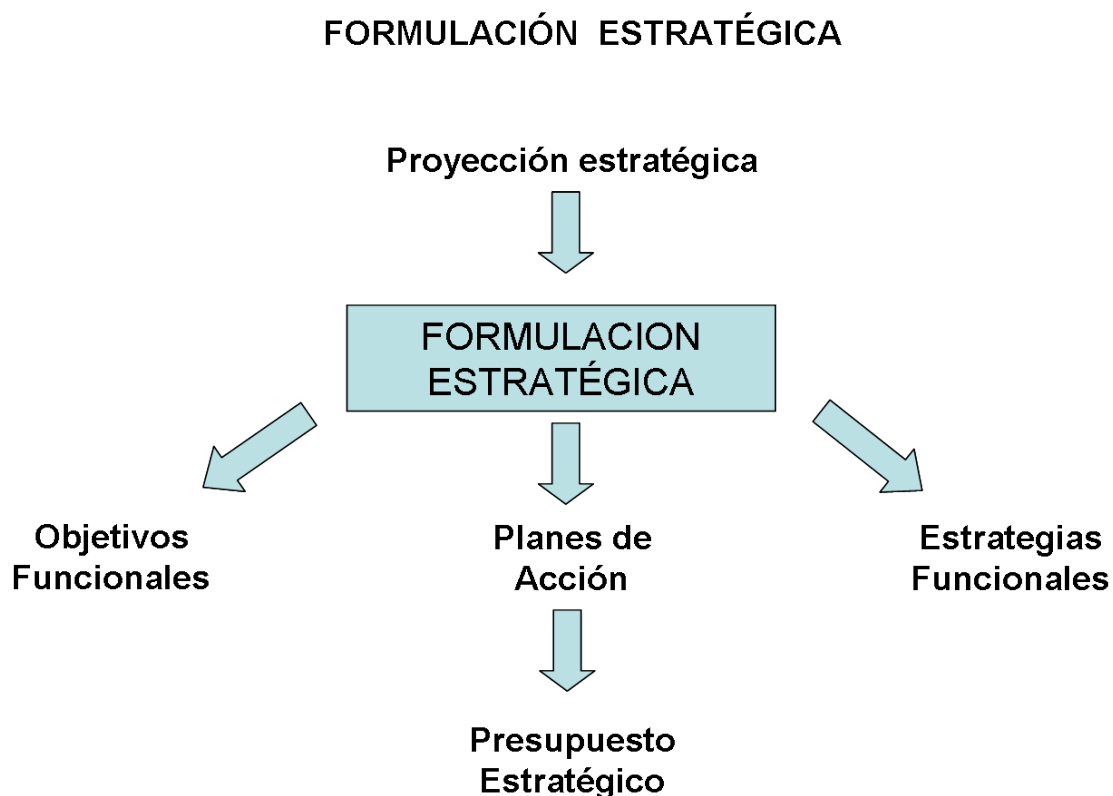 FORMULACIÓN ESTRATÉGICA
Proyección estratégica
FORMULACION
ESTRATÉGICA
Objetivos
Funcionales
Planes de
Acción
Estrategias
Funcionales
Presupuesto
Estratégico